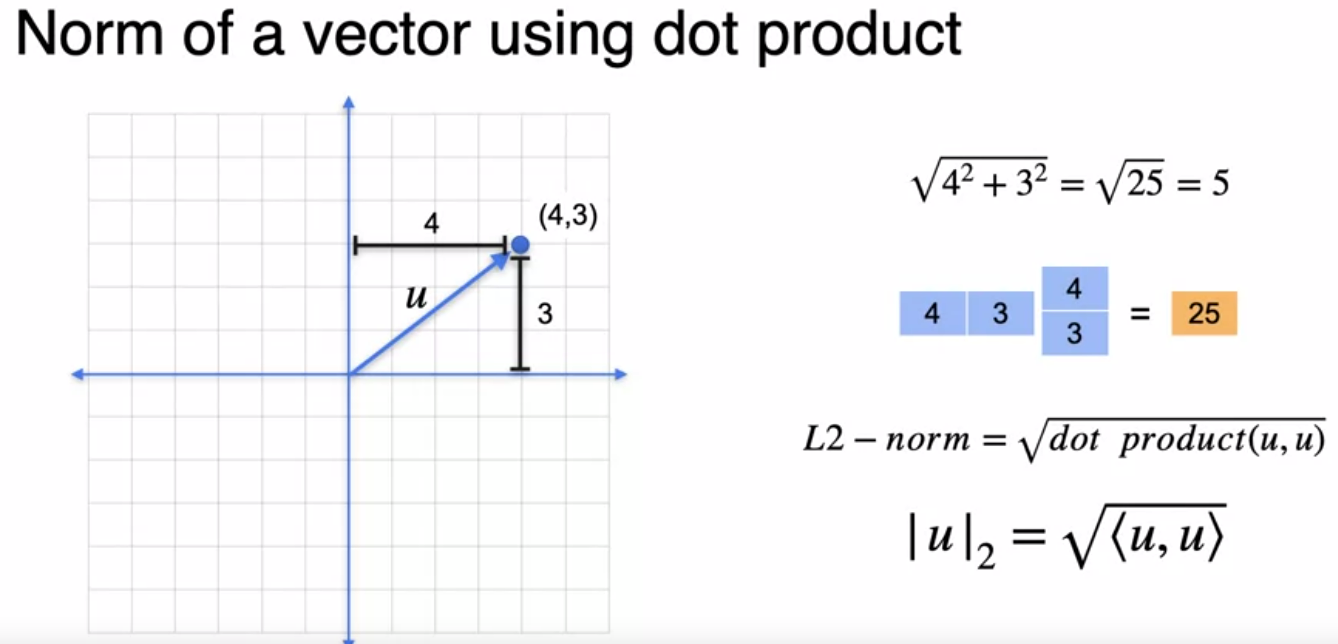 Norm of a vector using dot product
4
(4,3)
u
3
√4² + 3² = √25 = 5
4 3
4
3
= 25
L2 − norm = √dot product(u, u)
|u|₂ = √⟨u, u⟩